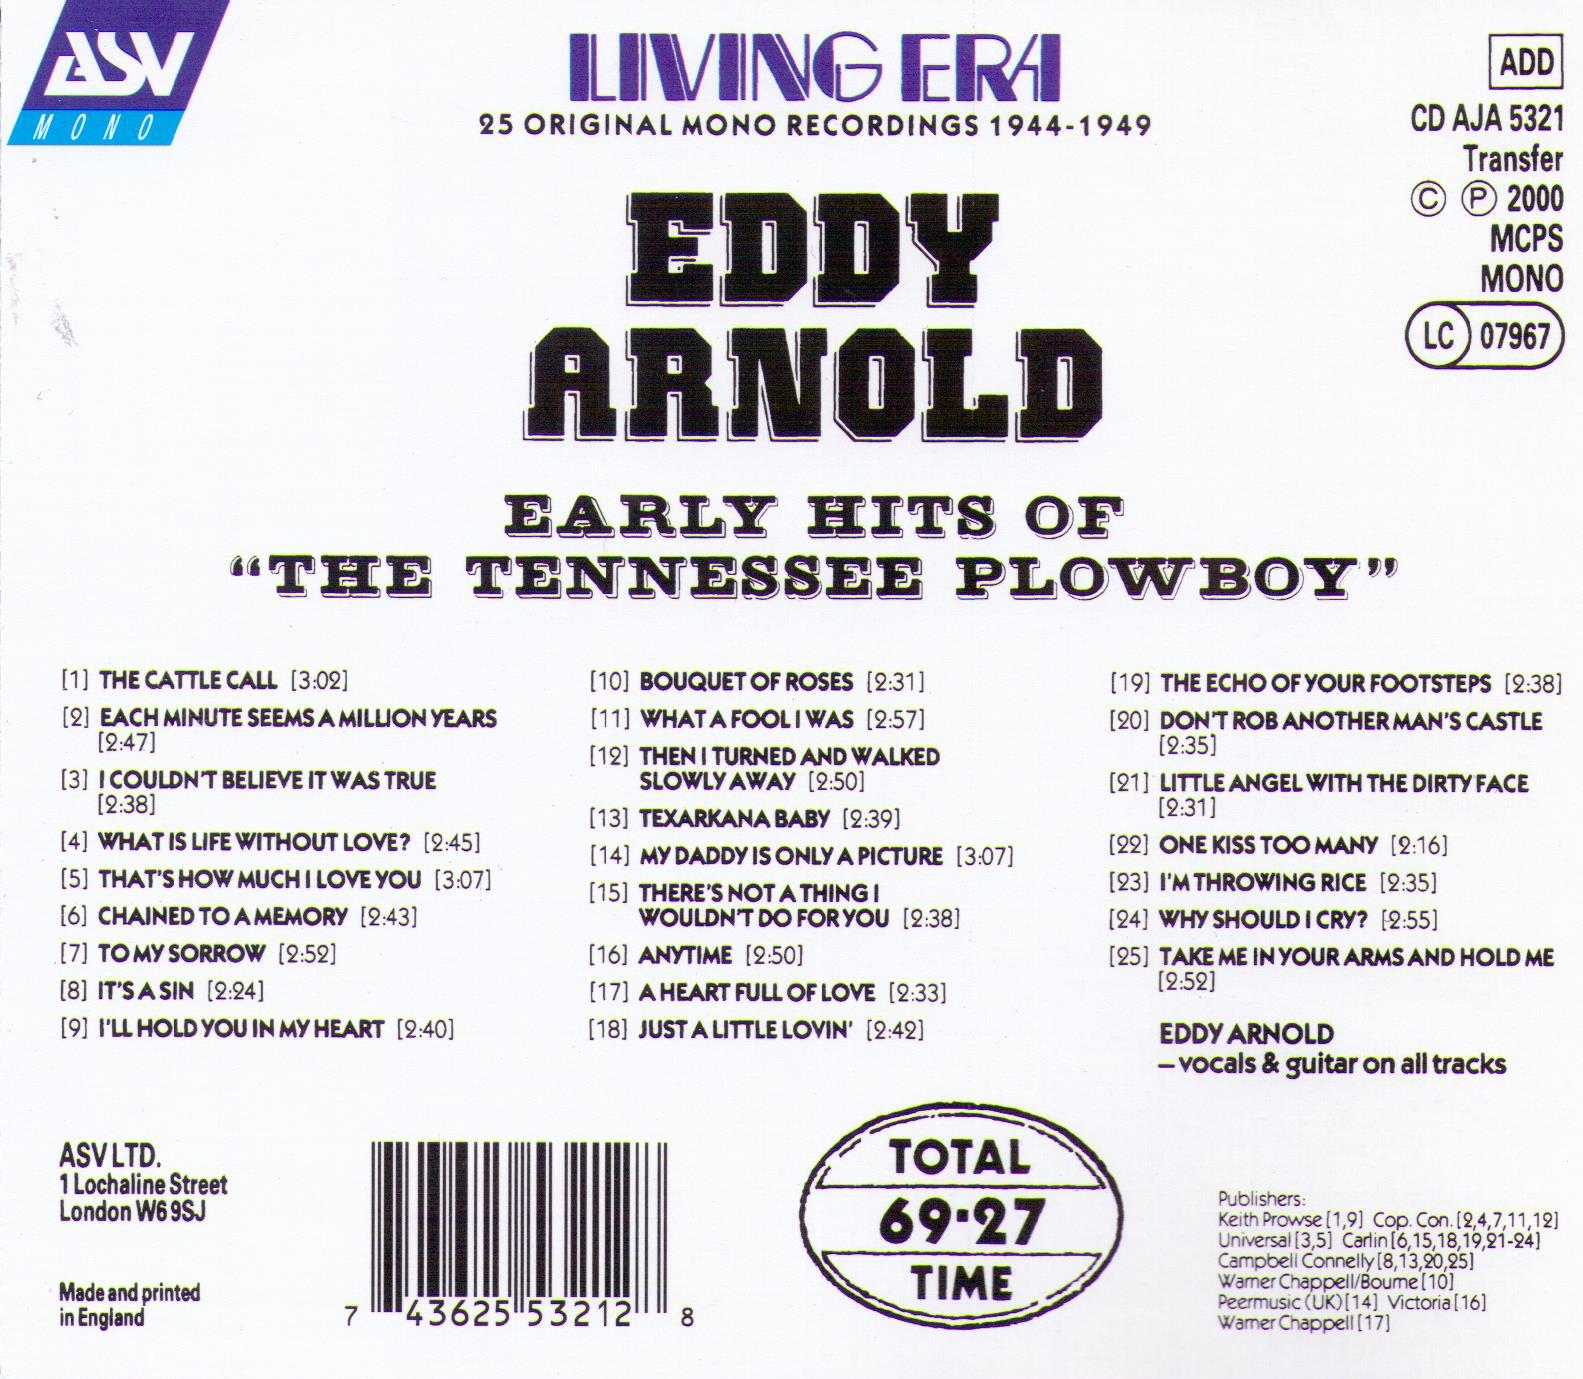 ASV
MONO
LIVING ERA
25 ORIGINAL MONO RECORDINGS 1944-1949
ADD
CD AJA 5321
Transfer
Ⓒ Ⓟ 2000
MCPS
MONO
LC 07967
EDDY
ARNOLD
EARLY HITS OF
“THE TENNESSEE PLOWBOY”
[1] THE CATTLE CALL [3:02]
[2] EACH MINUTE SEEMS A MILLION YEARS
[2:47]
[3] I COULDN'T BELIEVE IT WAS TRUE
[2:38]
[4] WHAT IS LIFE WITHOUT LOVE? [2:45]
[5] THAT'S HOW MUCH I LOVE YOU [3:07]
[6] CHAINED TO A MEMORY [2:43]
[7] TO MY SORROW [2:52]
[8] IT'S A SIN [2:24]
[9] I'LL HOLD YOU IN MY HEART [2:40]
[10] BOUQUET OF ROSES [2:31]
[11] WHAT A FOOL I WAS [2:57]
[12] THEN I TURNED AND WALKED
SLOWLY AWAY [2:50]
[13] TEXARKANA BABY [2:39]
[14] MY DADDY IS ONLY A PICTURE [3:07]
[15] THERE'S NOT A THING I
WOULDN'T DO FOR YOU [2:38]
[16] ANYTIME [2:50]
[17] A HEART FULL OF LOVE [2:33]
[18] JUST A LITTLE LOVIN' [2:42]
[19] THE ECHO OF YOUR FOOTSTEPS [2:38]
[20] DON'T ROB ANOTHER MAN'S CASTLE
[2:35]
[21] LITTLE ANGEL WITH THE DIRTY FACE
[2:31]
[22] ONE KISS TOO MANY [2:16]
[23] I'M THROWING RICE [2:35]
[24] WHY SHOULD I CRY? [2:55]
[25] TAKE ME IN YOUR ARMS AND HOLD ME
[2:52]
EDDY ARNOLD
– vocals & guitar on all tracks
ASV LTD.
1 Lochaline Street
London W6 9SJ
Made and printed
in England
7 43625 53212 8
TOTAL
69·27
TIME
Publishers:
Keith Prowse [1,9] Cop. Con. [2,4,7,11,12]
Universal [3,5] Carlin [6,15,18,19,21-24]
Campbell Connelly [8,13,20,25]
Warner Chappell/Bourne [10]
Peermusic (UK) [14] Victoria [16]
Warner Chappell [17]